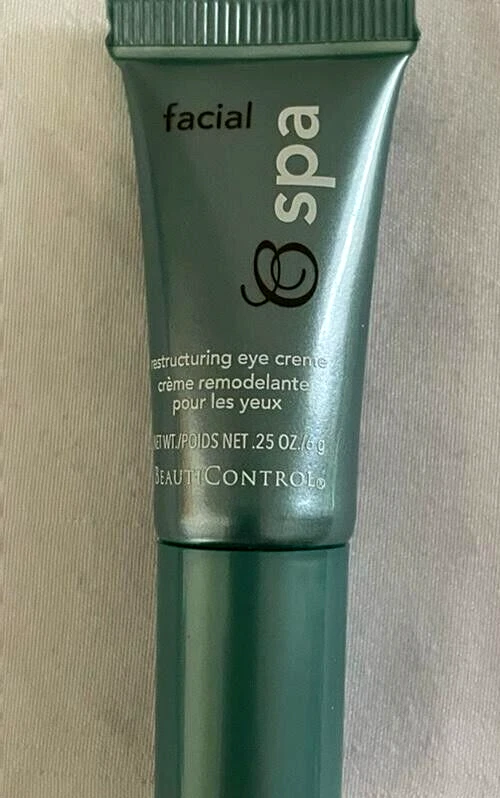 facial
spa
restructuring eye creme
crème remodelante
pour les yeux
NET WT./POIDS NET .25 OZ./6 g
BEAUTICONTROL®